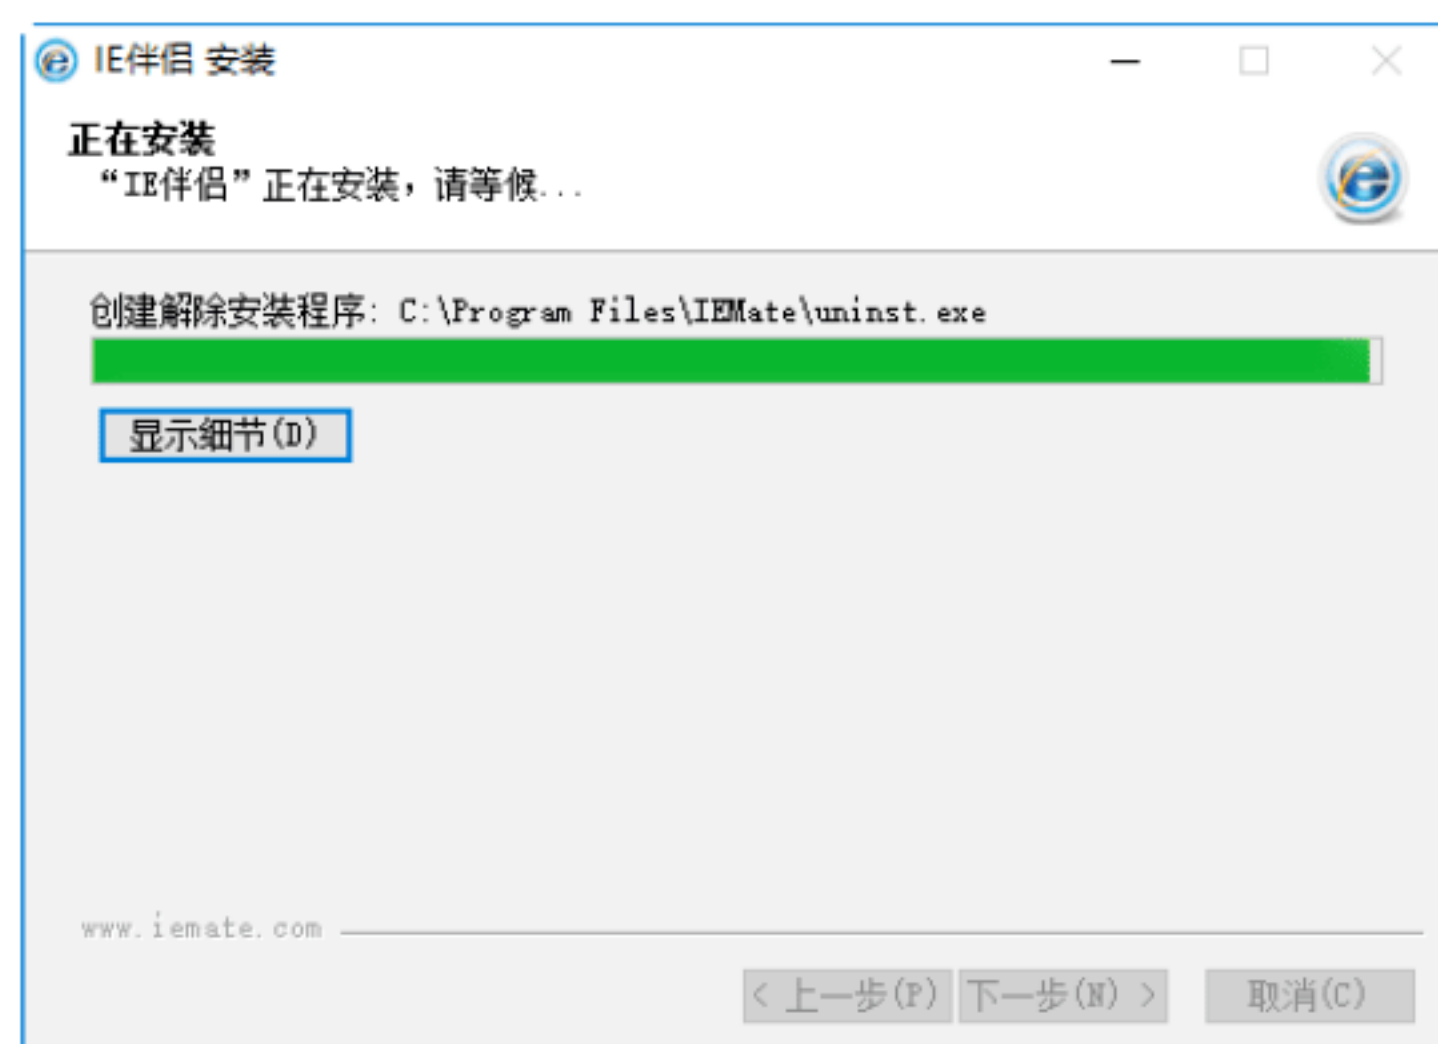 IE伴侣 安装
正在安装
“IE伴侣”正在安装，请等候...
创建解除安装程序: C:\Program Files\IEMate\uninst.exe
显示细节(D)
www.iemate.com
< 上一步(P) 下一步(N) > 取消(C)